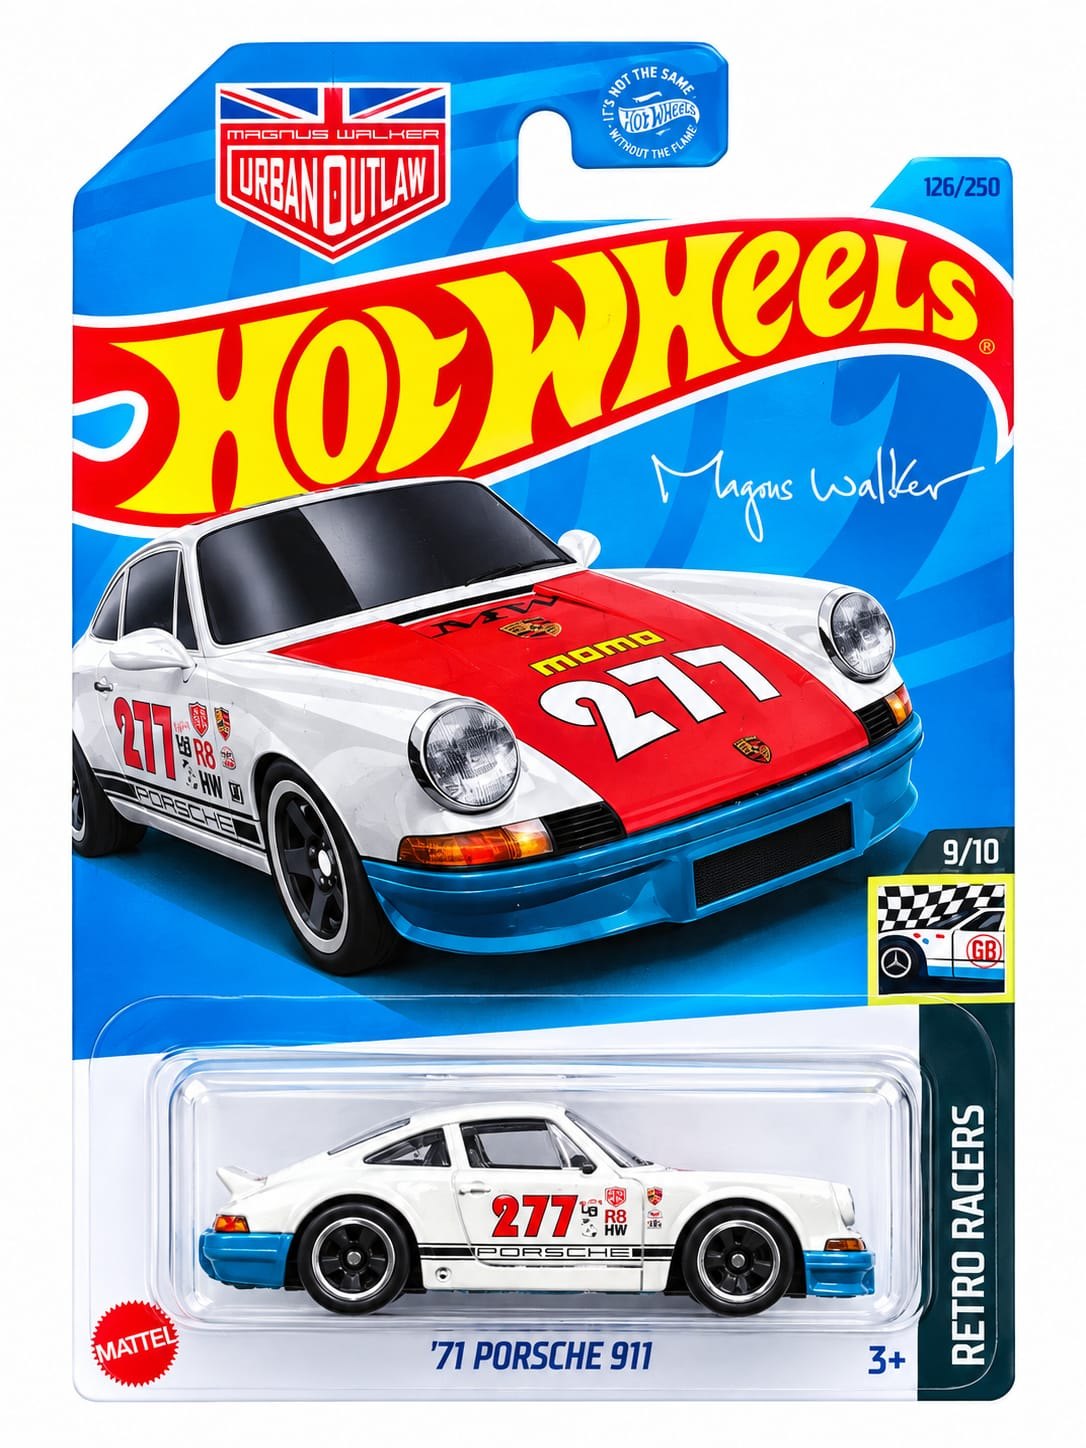 MAGNUS WALKER
URBAN OUTLAW
IT'S NOT THE SAME
HOT WHEELS
WITHOUT THE FLAME
126/250
HOT WHEELS®
Magnus Walker
MW
momo
277
277
R8
HW
PORSCHE
9/10
GB
277
R8
HW
PORSCHE
MATTEL
'71 PORSCHE 911
3+
RETRO RACERS